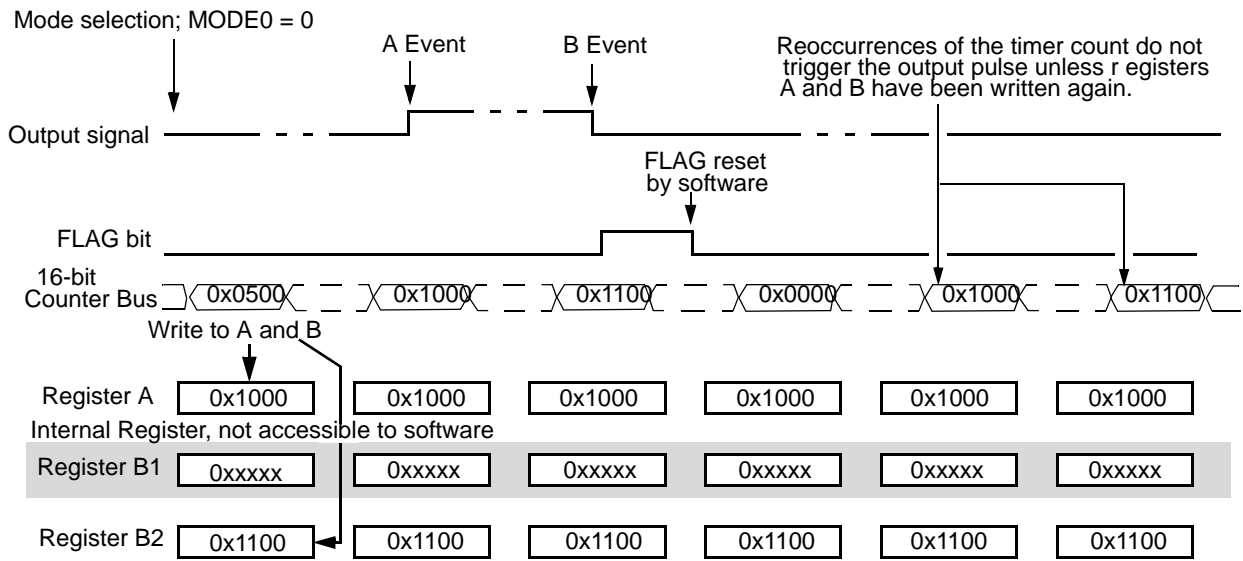 Mode selection; MODE0 = 0
A Event
B Event
Reoccurrences of the timer count do not
trigger the output pulse unless r egisters
A and B have been written again.
Output signal
FLAG reset
by software
FLAG bit
16-bit
Counter Bus
0x0500 0x1000 0x1100 0x0000 0x1000 0x1100
Write to A and B
Register A 0x1000 0x1000 0x1000 0x1000 0x1000 0x1000
Internal Register, not accessible to software
Register B1 0xxxxx 0xxxxx 0xxxxx 0xxxxx 0xxxxx 0xxxxx
Register B2 0x1100 0x1100 0x1100 0x1100 0x1100 0x1100